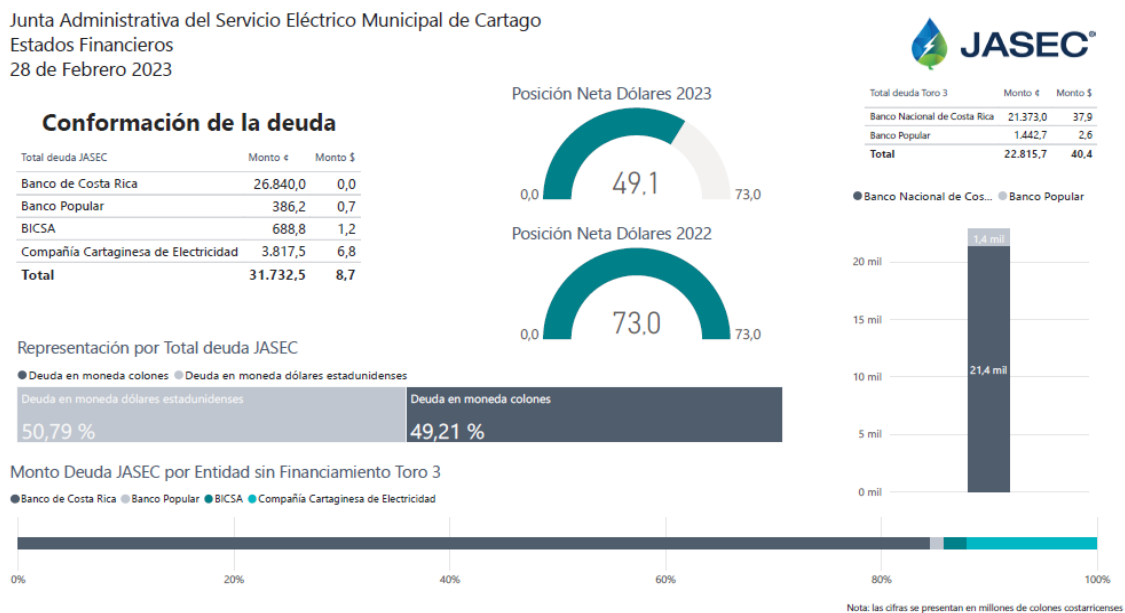 Junta Administrativa del Servicio Eléctrico Municipal de Cartago
Estados Financieros
28 de Febrero 2023
JASEC®
Conformación de la deuda
Total deuda JASEC Monto ¢ Monto $
Banco de Costa Rica 26.840,0 0,0
Banco Popular 386,2 0,7
BICSA 688,8 1,2
Compañía Cartaginesa de Electricidad 3.817,5 6,8
Total 31.732,5 8,7
Posición Neta Dólares 2023
49,1
0,0 73,0
Posición Neta Dólares 2022
73,0
0,0 73,0
Total deuda Toro 3 Monto ¢ Monto $
Banco Nacional de Costa Rica 21.373,0 37,9
Banco Popular 1.442,7 2,6
Total 22.815,7 40,4
Banco Nacional de Cos... Banco Popular
1,4 mil
20 mil
15 mil
21,4 mil
10 mil
5 mil
0 mil
Representación por Total deuda JASEC
Deuda en moneda colones Deuda en moneda dólares estadunidenses
Deuda en moneda dólares estadunidenses Deuda en moneda colones
50,79 % 49,21 %
Monto Deuda JASEC por Entidad sin Financiamiento Toro 3
Banco de Costa Rica Banco Popular BICSA Compañía Cartaginesa de Electricidad
0% 20% 40% 60% 80% 100%
Nota: las cifras se presentan en millones de colones costarricenses